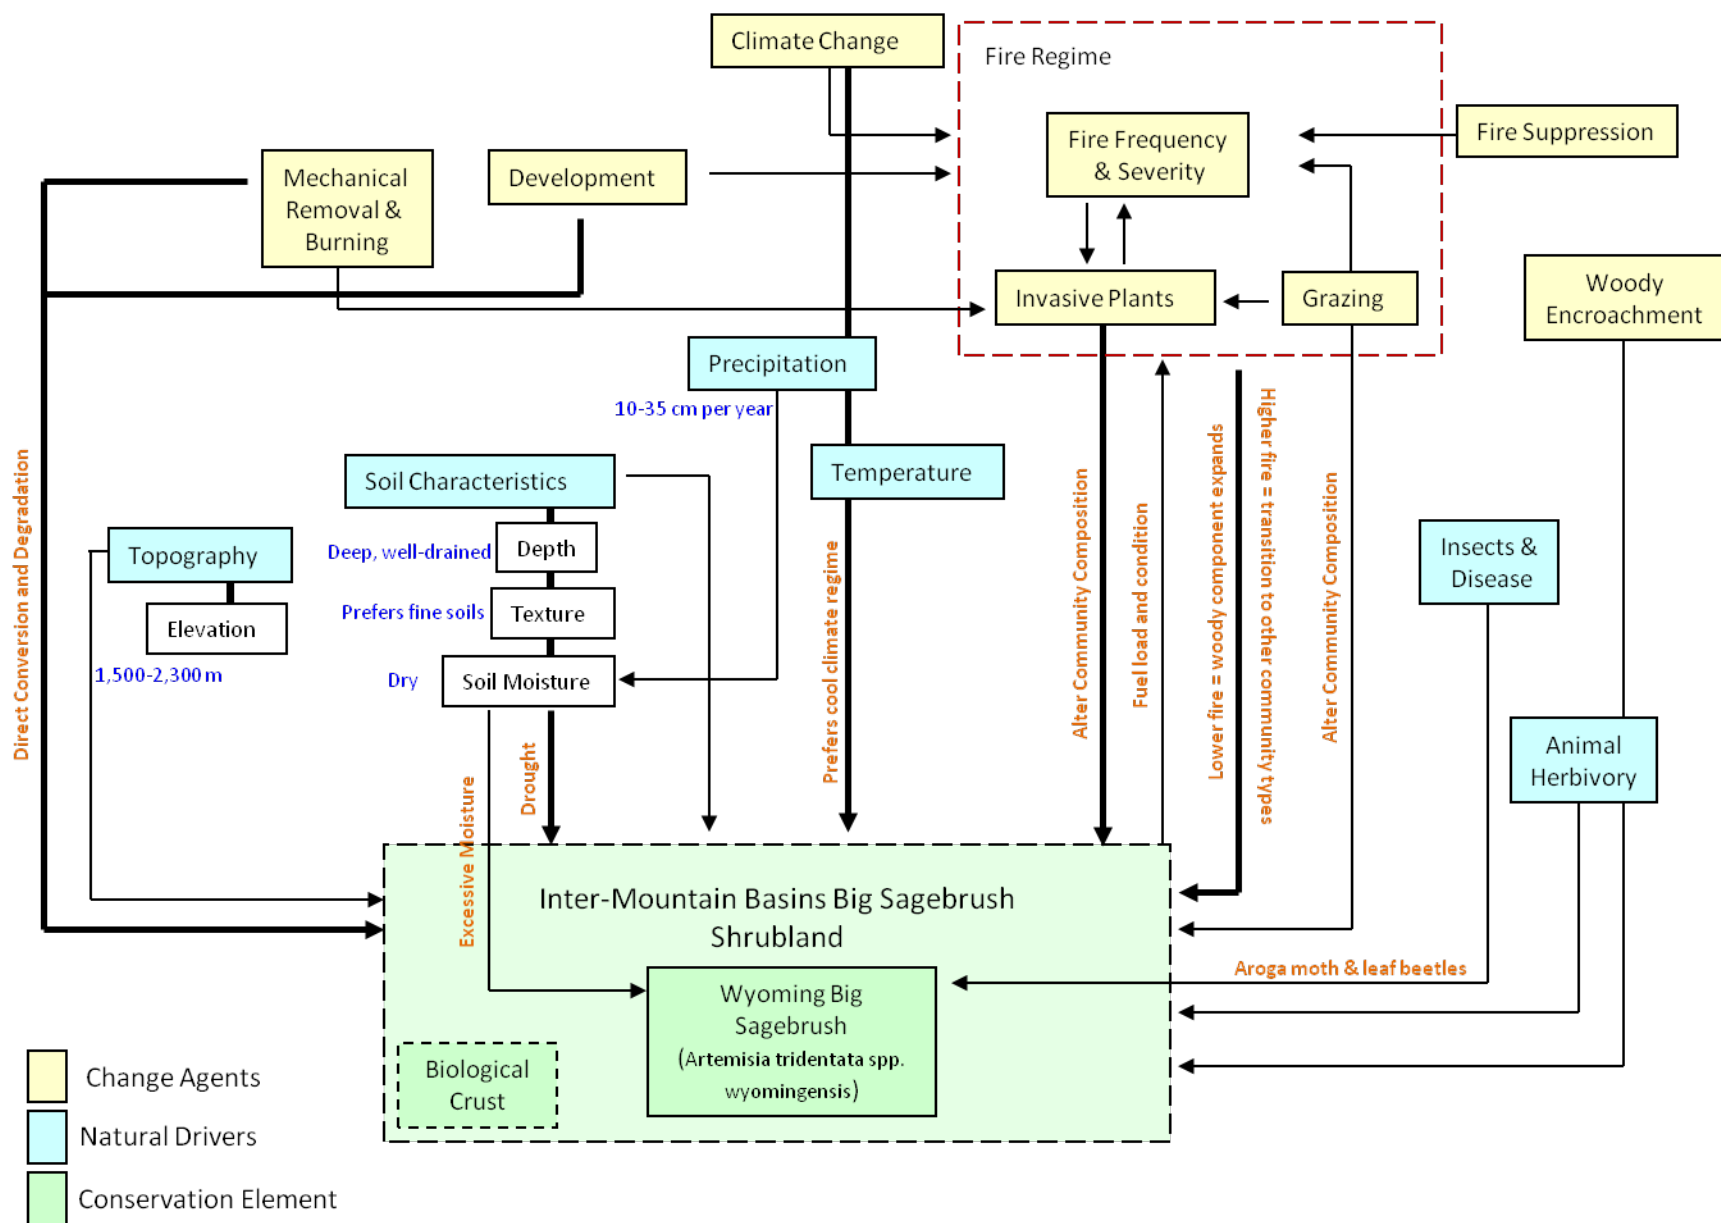 Climate Change
Fire Regime
Fire Suppression
Fire Frequency
& Severity
Mechanical
Removal &
Burning
Development
Invasive Plants
Grazing
Woody
Encroachment
Precipitation
10-35 cm per year
Temperature
Soil Characteristics
Deep, well-drained
Depth
Prefers fine soils
Texture
Dry
Soil Moisture
Topography
Elevation
1,500-2,300 m
Insects &
Disease
Animal
Herbivory
Direct Conversion and Degradation
Excessive Moisture
Drought
Prefers cool climate regime
Alter Community Composition
Fuel load and condition
Lower fire = woody component expands
Higher fire = transition to other community types
Alter Community Composition
Aroga moth & leaf beetles
Inter-Mountain Basins Big Sagebrush
Shrubland
Wyoming Big
Sagebrush
(Artemisia tridentata spp.
wyomingensis)
Biological
Crust
Change Agents
Natural Drivers
Conservation Element